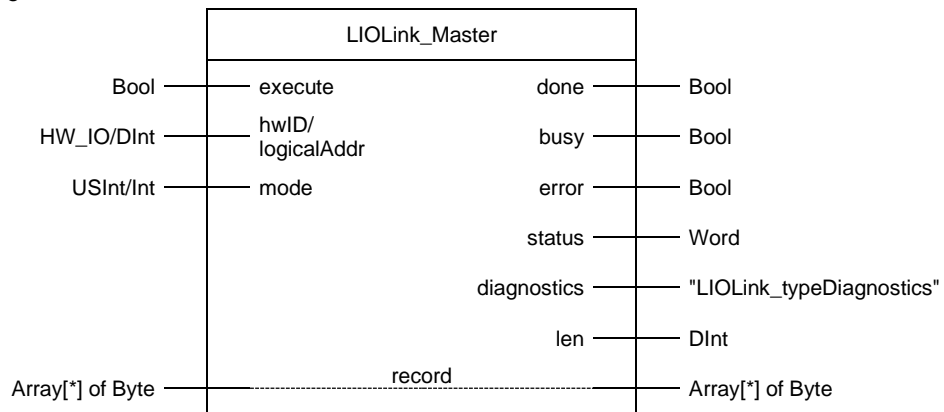 LIOLink_Master
Bool execute done Bool
HW_IO/DInt hwID/ logicalAddr busy Bool
USInt/Int mode error Bool
status Word
diagnostics "LIOLink_typeDiagnostics"
len DInt
Array[*] of Byte record Array[*] of Byte